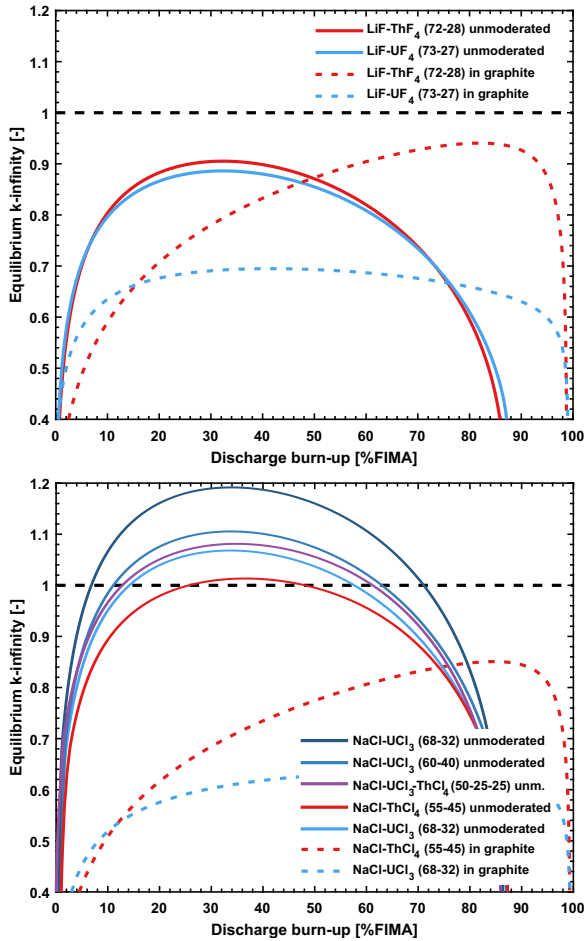 LiF-ThF4 (72-28) unmoderated
LiF-UF4 (73-27) unmoderated
LiF-ThF4 (72-28) in graphite
LiF-UF4 (73-27) in graphite
Equilibrium k-infinity [-]
1.2
1.1
1
0.9
0.8
0.7
0.6
0.5
0.4
0 10 20 30 40 50 60 70 80 90 100
Discharge burn-up [%FIMA]
Equilibrium k-infinity [-]
1.2
1.1
1
0.9
0.8
0.7
0.6
0.5
0.4
NaCl-UCl3 (68-32) unmoderated
NaCl-UCl3 (60-40) unmoderated
NaCl-UCl3-ThCl4 (50-25-25) unm.
NaCl-ThCl4 (55-45) unmoderated
NaCl-UCl3 (68-32) unmoderated
NaCl-ThCl4 (55-45) in graphite
NaCl-UCl3 (68-32) in graphite
0 10 20 30 40 50 60 70 80 90 100
Discharge burn-up [%FIMA]